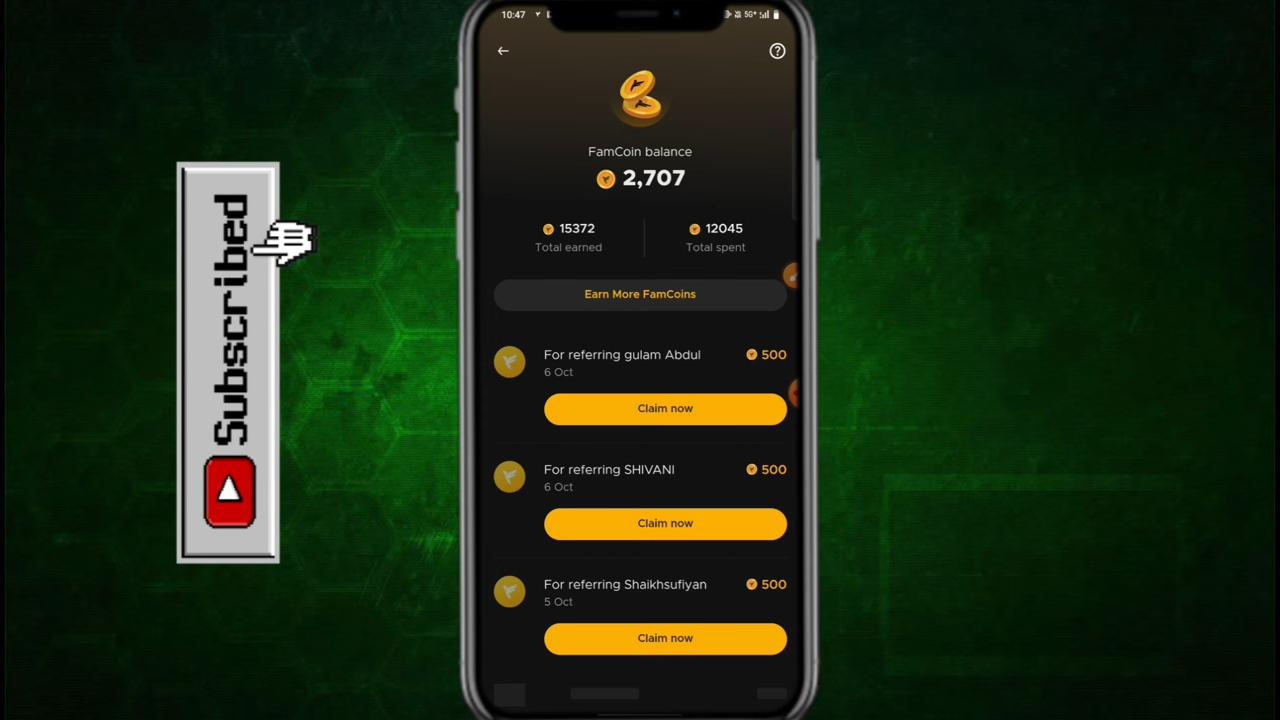 Subscribed
10:47
5G+
FamCoin balance
2,707
15372
12045
Total earned
Total spent
Earn More FamCoins
For referring gulam Abdul
500
6 Oct
Claim now
For referring SHIVANI
500
6 Oct
Claim now
For referring Shaikhsufiyan
500
5 Oct
Claim now